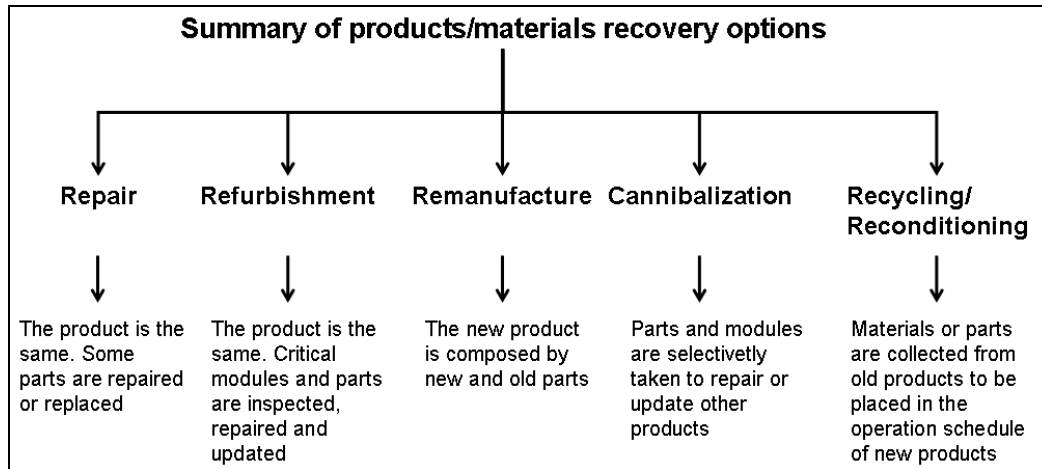 Summary of products/materials recovery options
Repair
Refurbishment
Remanufacture
Cannibalization
Recycling/
Reconditioning
The product is the
same. Some
parts are repaired
or replaced
The product is the
same. Critical
modules and parts
are inspected,
repaired and
updated
The new product
is composed by
new and old parts
Parts and modules
are selectivetly
taken to repair or
update other
products
Materials or parts
are collected from
old products to be
placed in the
operation schedule
of new products